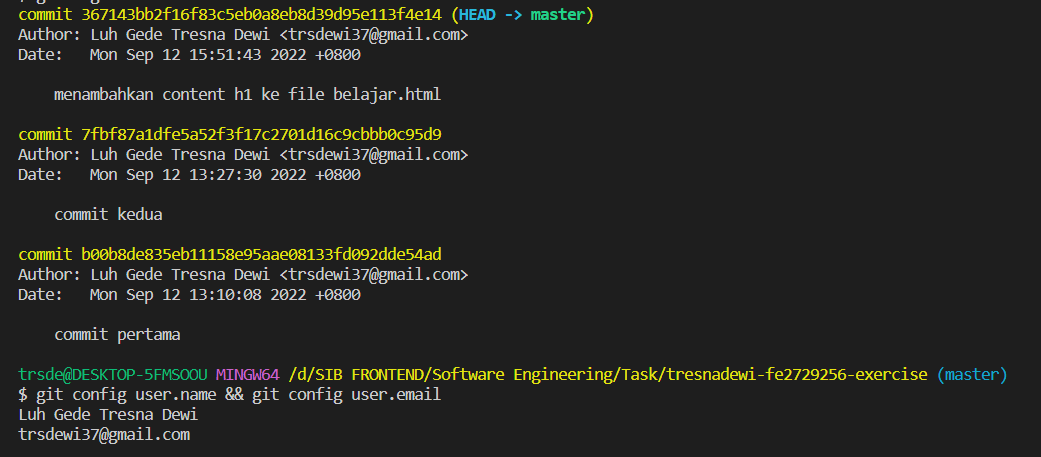 commit 367143bb2f16f83c5eb0a8eb8d39d95e113f4e14 (HEAD -> master)
Author: Luh Gede Tresna Dewi <trsdewi37@gmail.com>
Date:   Mon Sep 12 15:51:43 2022 +0800
menambahkan content h1 ke file belajar.html
commit 7fbf87a1dfe5a52f3f17c2701d16c9cbbb0c95d9
Author: Luh Gede Tresna Dewi <trsdewi37@gmail.com>
Date:   Mon Sep 12 13:27:30 2022 +0800
commit kedua
commit b00b8de835eb11158e95aae08133fd092dde54ad
Author: Luh Gede Tresna Dewi <trsdewi37@gmail.com>
Date:   Mon Sep 12 13:10:08 2022 +0800
commit pertama
trsde@DESKTOP-5FMSOOU MINGW64 /d/SIB FRONTEND/Software Engineering/Task/tresnadewi-fe2729256-exercise (master)
$ git config user.name && git config user.email
Luh Gede Tresna Dewi
trsdewi37@gmail.com